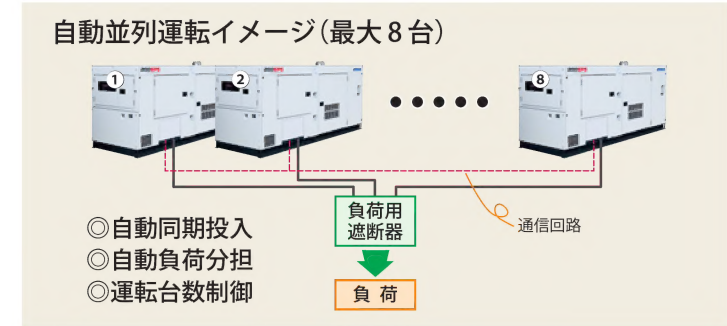 自動並列運転イメージ（最大8台）
1
2
8
●●●●●
負荷用
遮断器
通信回路
◎自動同期投入
◎自動負荷分担
◎運転台数制御
負 荷